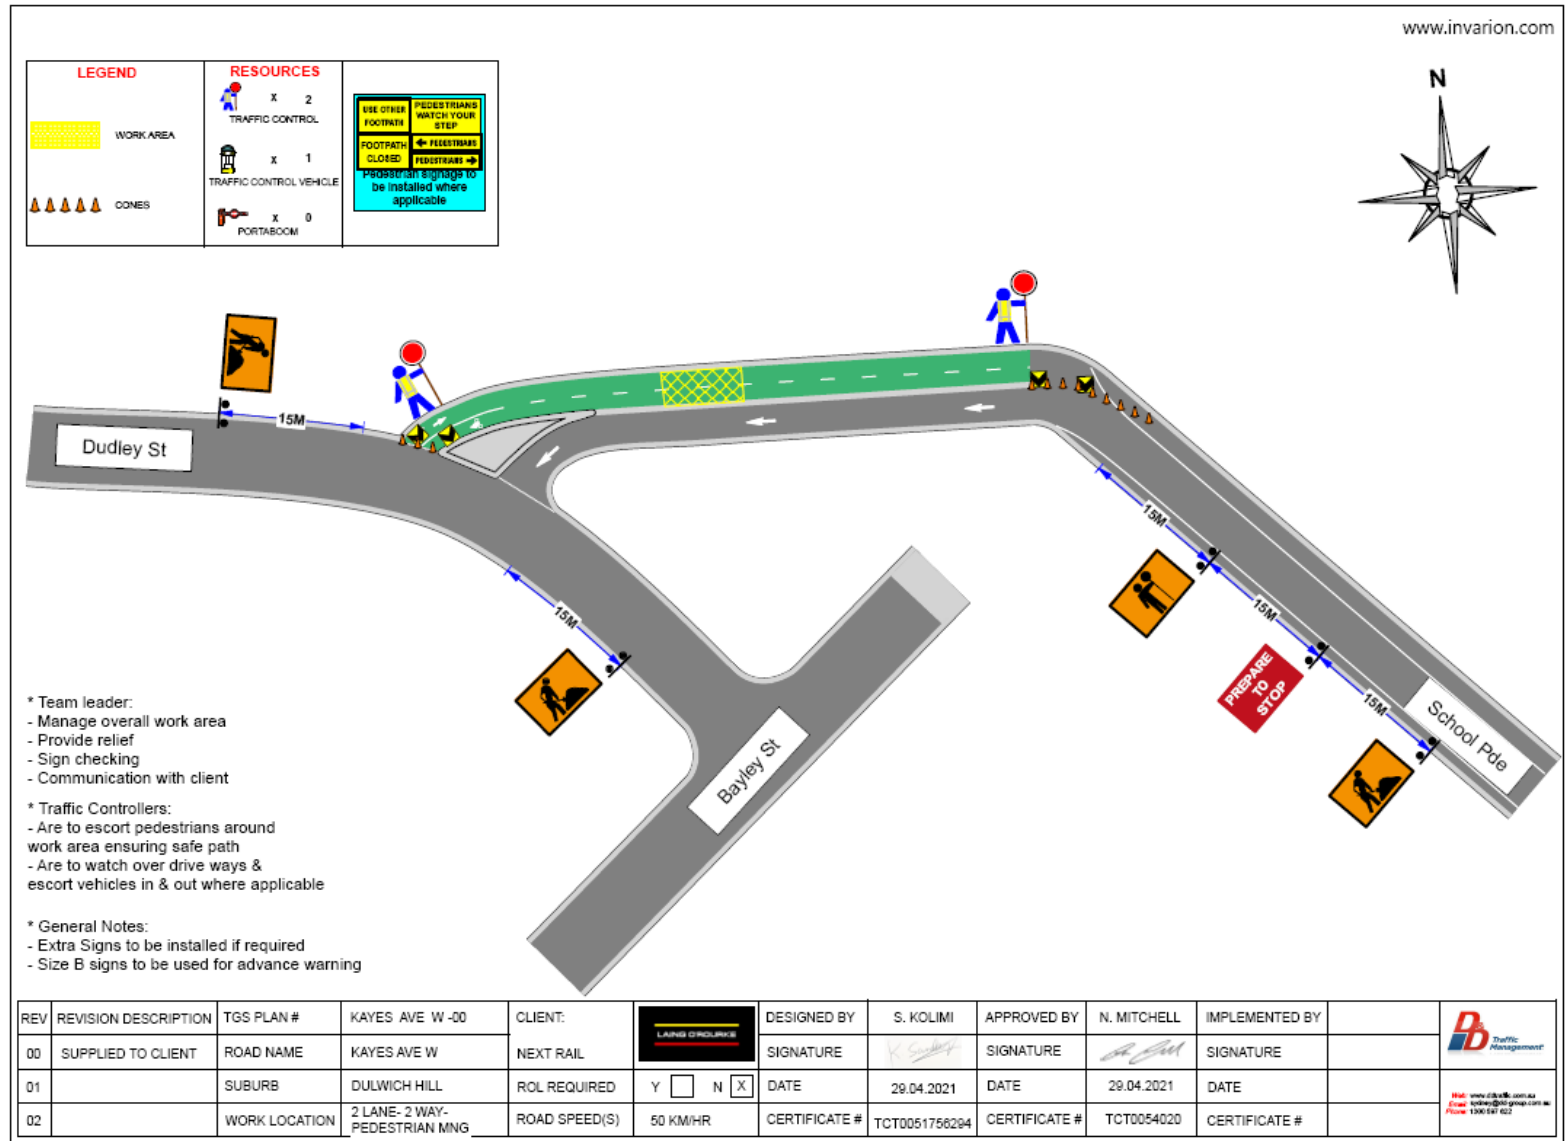 www.invarion.com
N
LEGEND
WORK AREA
CONES
RESOURCES
x 2
TRAFFIC CONTROL
x 1
TRAFFIC CONTROL VEHICLE
x 0
PORTABOOM
USE OTHER FOOTPATH
PEDESTRIANS WATCH YOUR STEP
FOOTPATH CLOSED
← PEDESTRIANS
PEDESTRIANS →
Pedestrian signage to
be installed where
applicable
15M
Dudley St
15M
15M
15M
15M
PREPARE
TO
STOP
School Pde
Bayley St
* Team leader:
- Manage overall work area
- Provide relief
- Sign checking
- Communication with client
* Traffic Controllers:
- Are to escort pedestrians around
work area ensuring safe path
- Are to watch over drive ways &
escort vehicles in & out where applicable
* General Notes:
- Extra Signs to be installed if required
- Size B signs to be used for advance warning
REV REVISION DESCRIPTION TGS PLAN # KAYES AVE W -00 CLIENT: LAING O'ROURKE DESIGNED BY S. KOLIMI APPROVED BY N. MITCHELL IMPLEMENTED BY
00 SUPPLIED TO CLIENT ROAD NAME KAYES AVE W NEXT RAIL SIGNATURE SIGNATURE SIGNATURE
01 SUBURB DULWICH HILL ROL REQUIRED Y N X DATE 29.04.2021 DATE 29.04.2021 DATE
02 WORK LOCATION 2 LANE- 2 WAY- PEDESTRIAN MNG ROAD SPEED(S) 50 KM/HR CERTIFICATE # TCT0051756294 CERTIFICATE # TCT0054020 CERTIFICATE #
D&D Traffic Management